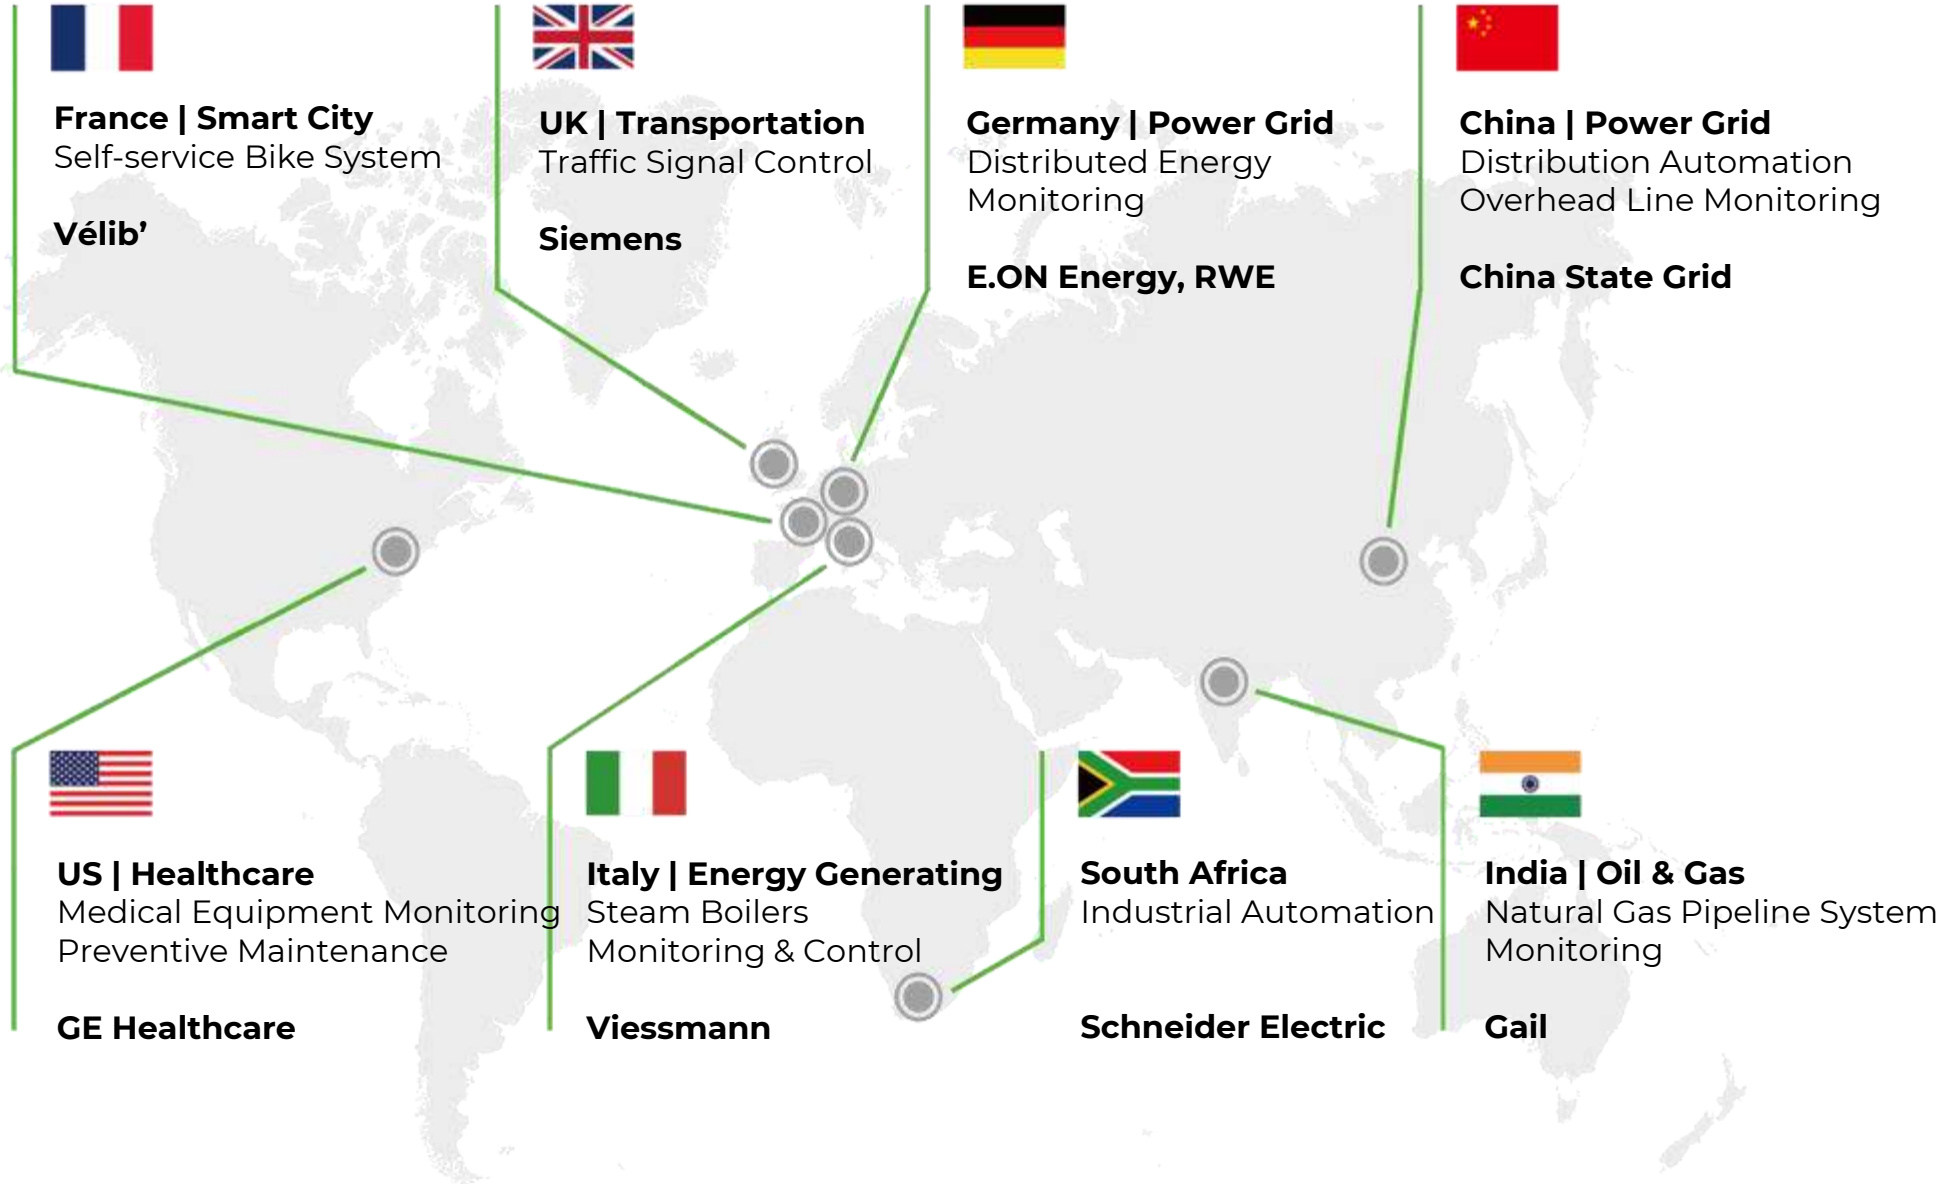 France | Smart City
Self-service Bike System
Vélib’
UK | Transportation
Traffic Signal Control
Siemens
Germany | Power Grid
Distributed Energy
Monitoring
E.ON Energy, RWE
China | Power Grid
Distribution Automation
Overhead Line Monitoring
China State Grid
US | Healthcare
Medical Equipment Monitoring
Preventive Maintenance
GE Healthcare
Italy | Energy Generating
Steam Boilers
Monitoring & Control
Viessmann
South Africa
Industrial Automation
Schneider Electric
India | Oil & Gas
Natural Gas Pipeline System
Monitoring
Gail